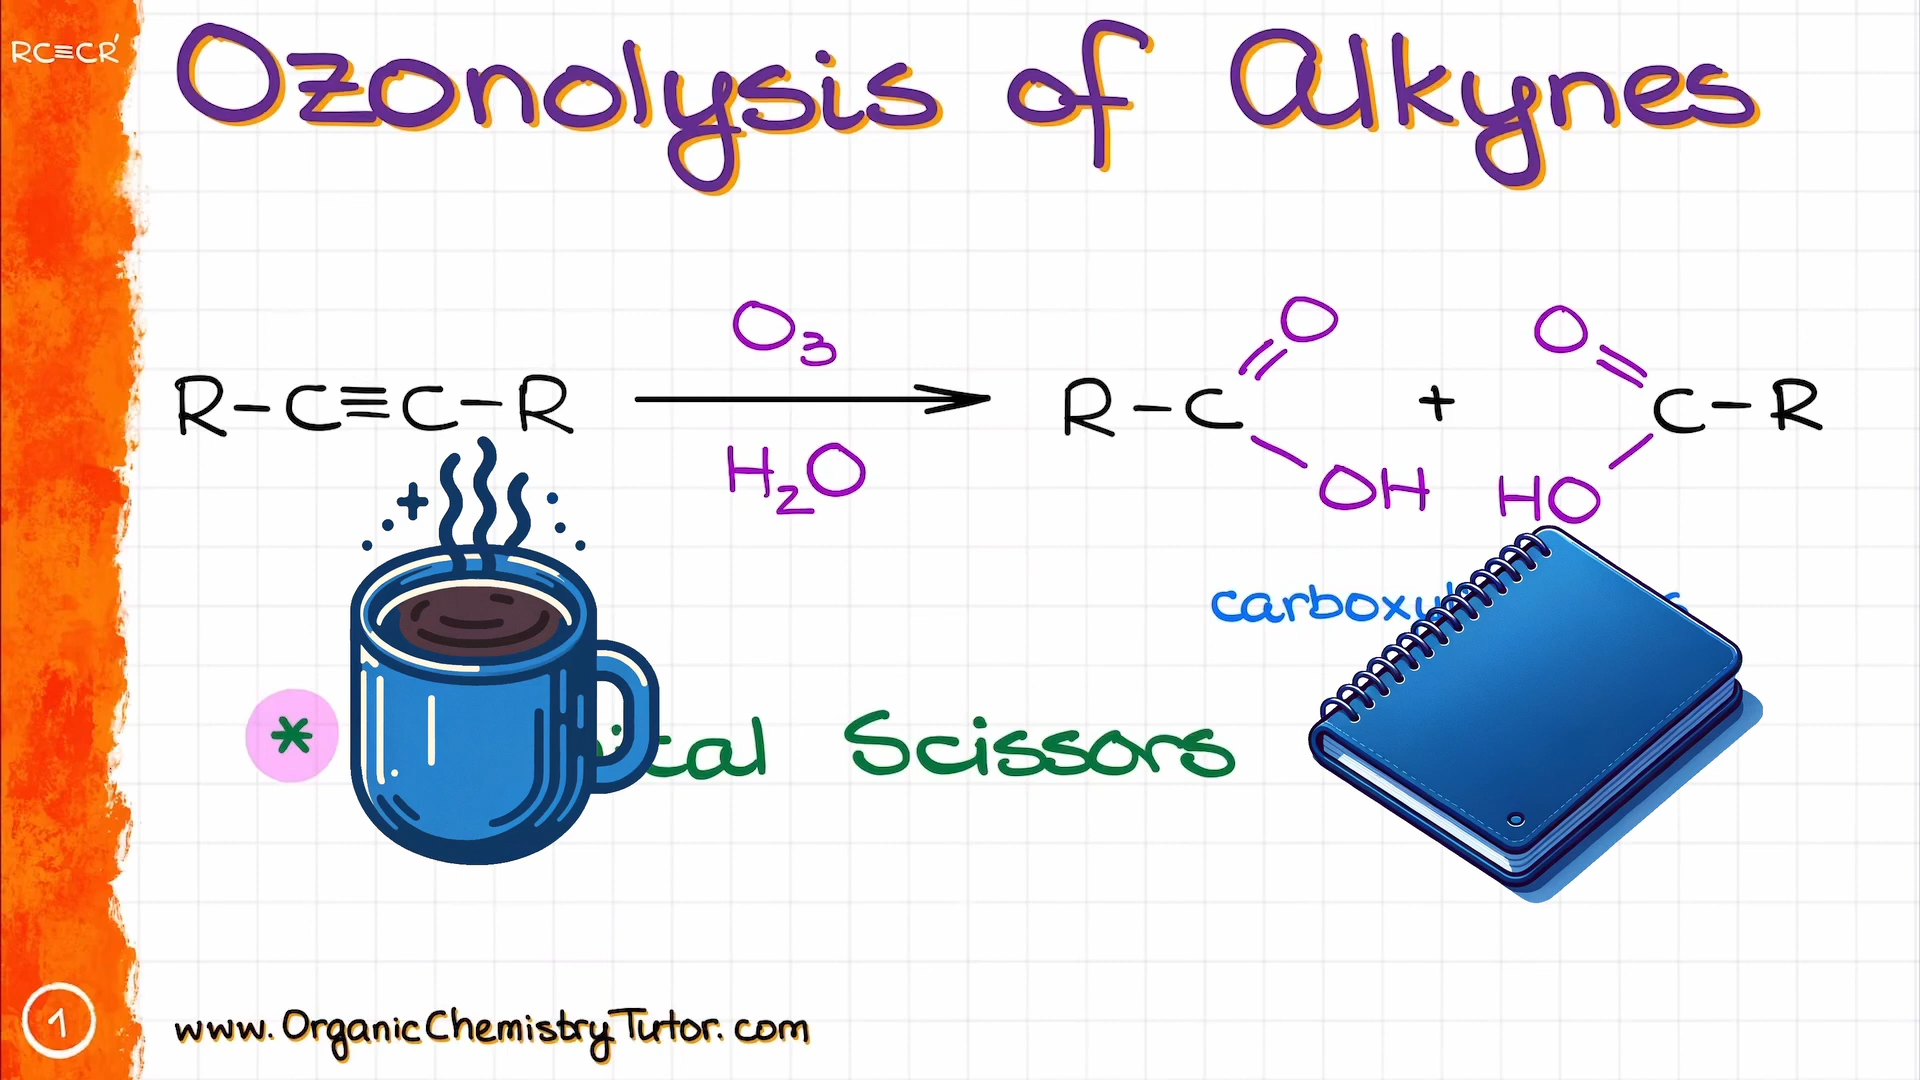 RC≡CR'
Ozonolysis of Alkynes
R-C≡C-R O₃ H₂O R-C O OH + O HO C-R
* Scissors
1
www.OrganicChemistryTutor.com